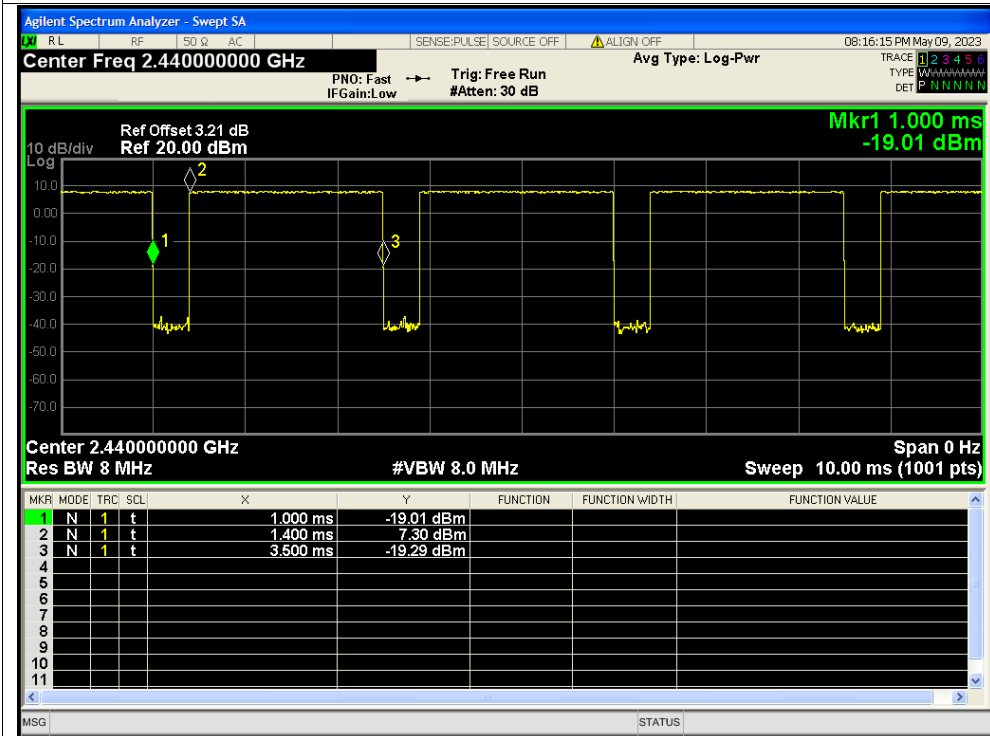 Agilent Spectrum Analyzer - Swept SA
LXI RL RF 50 Ω AC SENSE:PULSE SOURCE OFF ALIGN OFF 08:16:15 PM May 09, 2023
Center Freq 2.440000000 GHz Avg Type: Log-Pwr TRACE 1 2 3 4 5 6
PNO: Fast Trig: Free Run TYPE W
IFGain:Low #Atten: 30 dB DET P N N N N N
Mkr1 1.000 ms
Ref Offset 3.21 dB
10 dB/div Ref 20.00 dBm -19.01 dBm
Log
2
10.0
0.00
1 3
-10.0
-20.0
-30.0
-40.0
-50.0
-60.0
-70.0
Center 2.440000000 GHz Span 0 Hz
Res BW 8 MHz #VBW 8.0 MHz Sweep 10.00 ms (1001 pts)
MKR MODE TRC SCL X Y FUNCTION FUNCTION WIDTH FUNCTION VALUE
1 N 1 t 1.000 ms -19.01 dBm
2 N 1 t 1.400 ms 7.30 dBm
3 N 1 t 3.500 ms -19.29 dBm
4
5
6
7
8
9
10
11
MSG STATUS